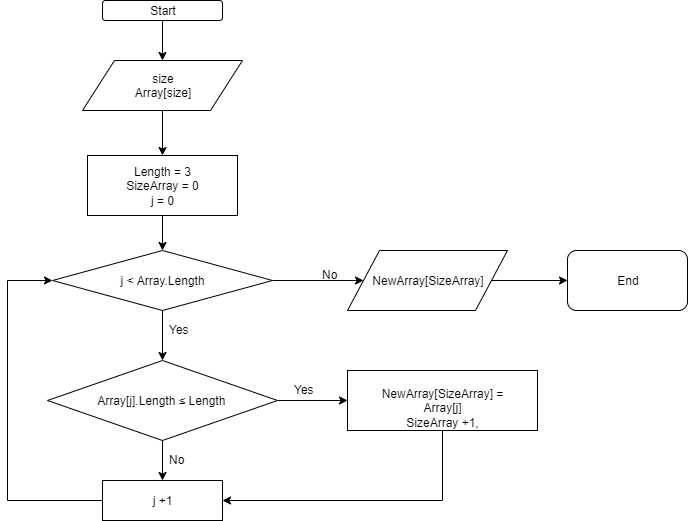 Start
size
Array[size]
Length = 3
SizeArray = 0
j = 0
j < Array.Length
No
NewArray[SizeArray]
End
Yes
Array[j].Length ≤ Length
Yes
NewArray[SizeArray] =
Array[j]
SizeArray +1,
No
j +1